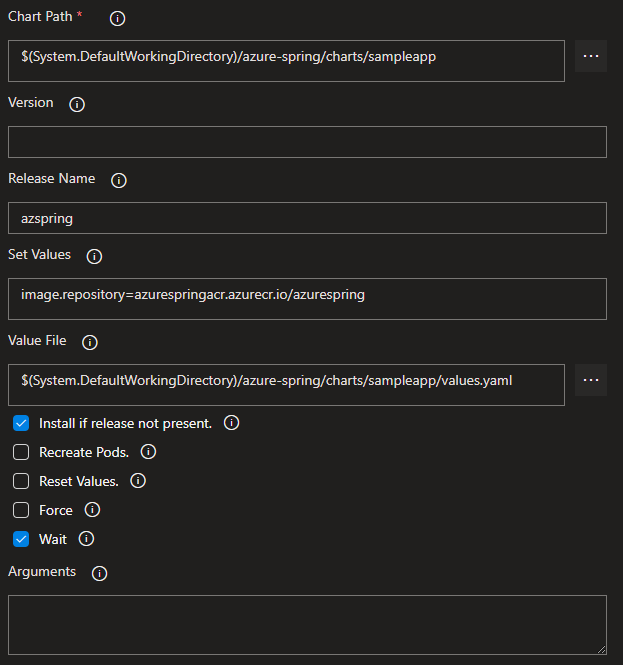 Chart Path *
$(System.DefaultWorkingDirectory)/azure-spring/charts/sampleapp
Version
Release Name
azspring
Set Values
image.repository=azurespringacr.azurecr.io/azurespring
Value File
$(System.DefaultWorkingDirectory)/azure-spring/charts/sampleapp/values.yaml
Install if release not present.
Recreate Pods.
Reset Values.
Force
Wait
Arguments